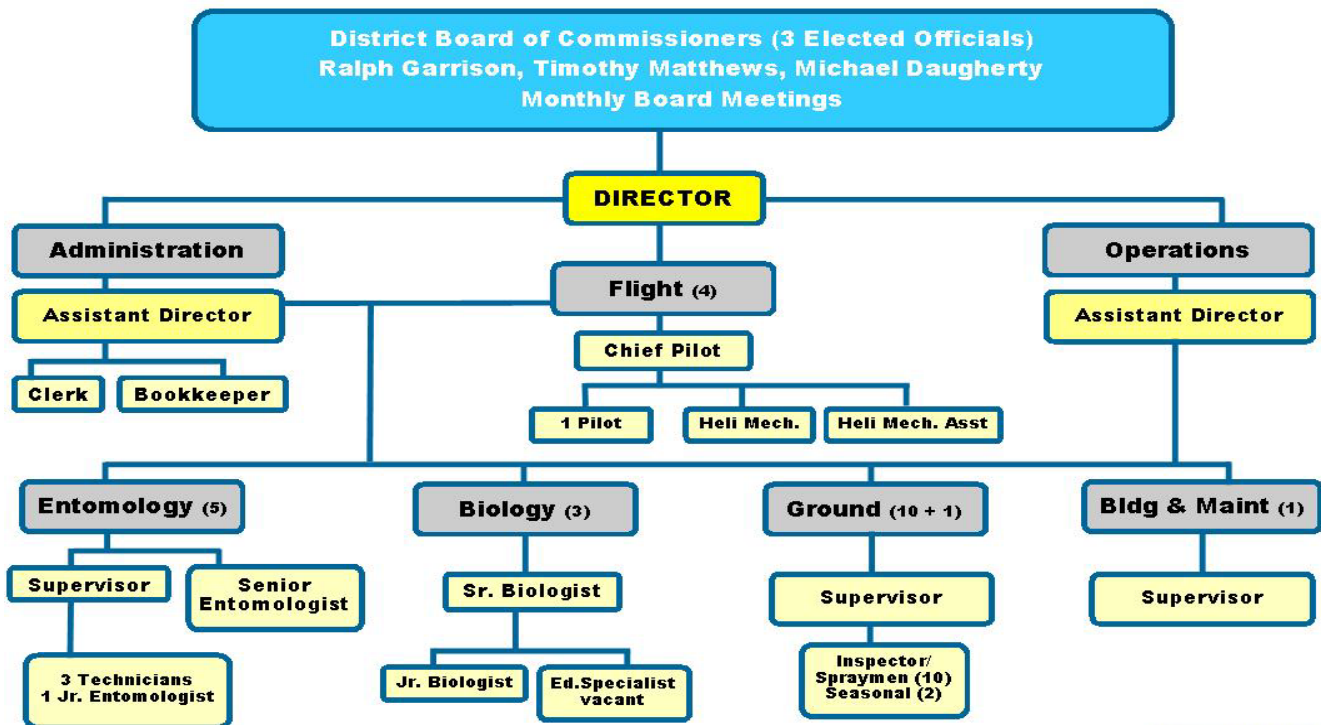 District Board of Commissioners (3 Elected Officials)
Ralph Garrison, Timothy Matthews, Michael Daugherty
Monthly Board Meetings
DIRECTOR
Administration
Flight (4)
Operations
Assistant Director
Assistant Director
Chief Pilot
Clerk
Bookkeeper
1 Pilot
Heli Mech.
Heli Mech. Asst
Entomology (5)
Biology (3)
Ground (10 + 1)
Bldg & Maint (1)
Supervisor
Senior
Entomologist
Sr. Biologist
Supervisor
Supervisor
3 Technicians
1 Jr. Entomologist
Jr. Biologist
Ed.Specialist
vacant
Inspector/
Spraymen (10)
Seasonal (2)